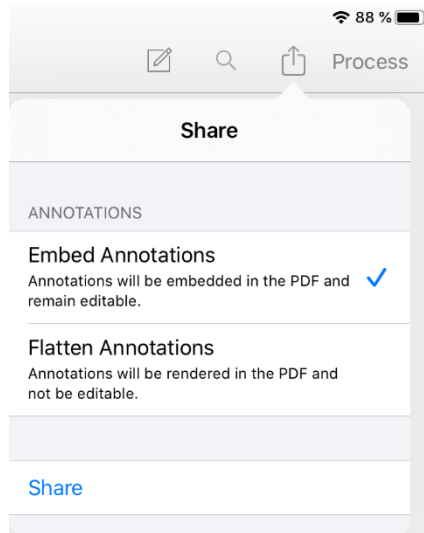 88 %
Process
Share
ANNOTATIONS
Embed Annotations
Annotations will be embedded in the PDF and
remain editable.
Flatten Annotations
Annotations will be rendered in the PDF and
not be editable.
Share